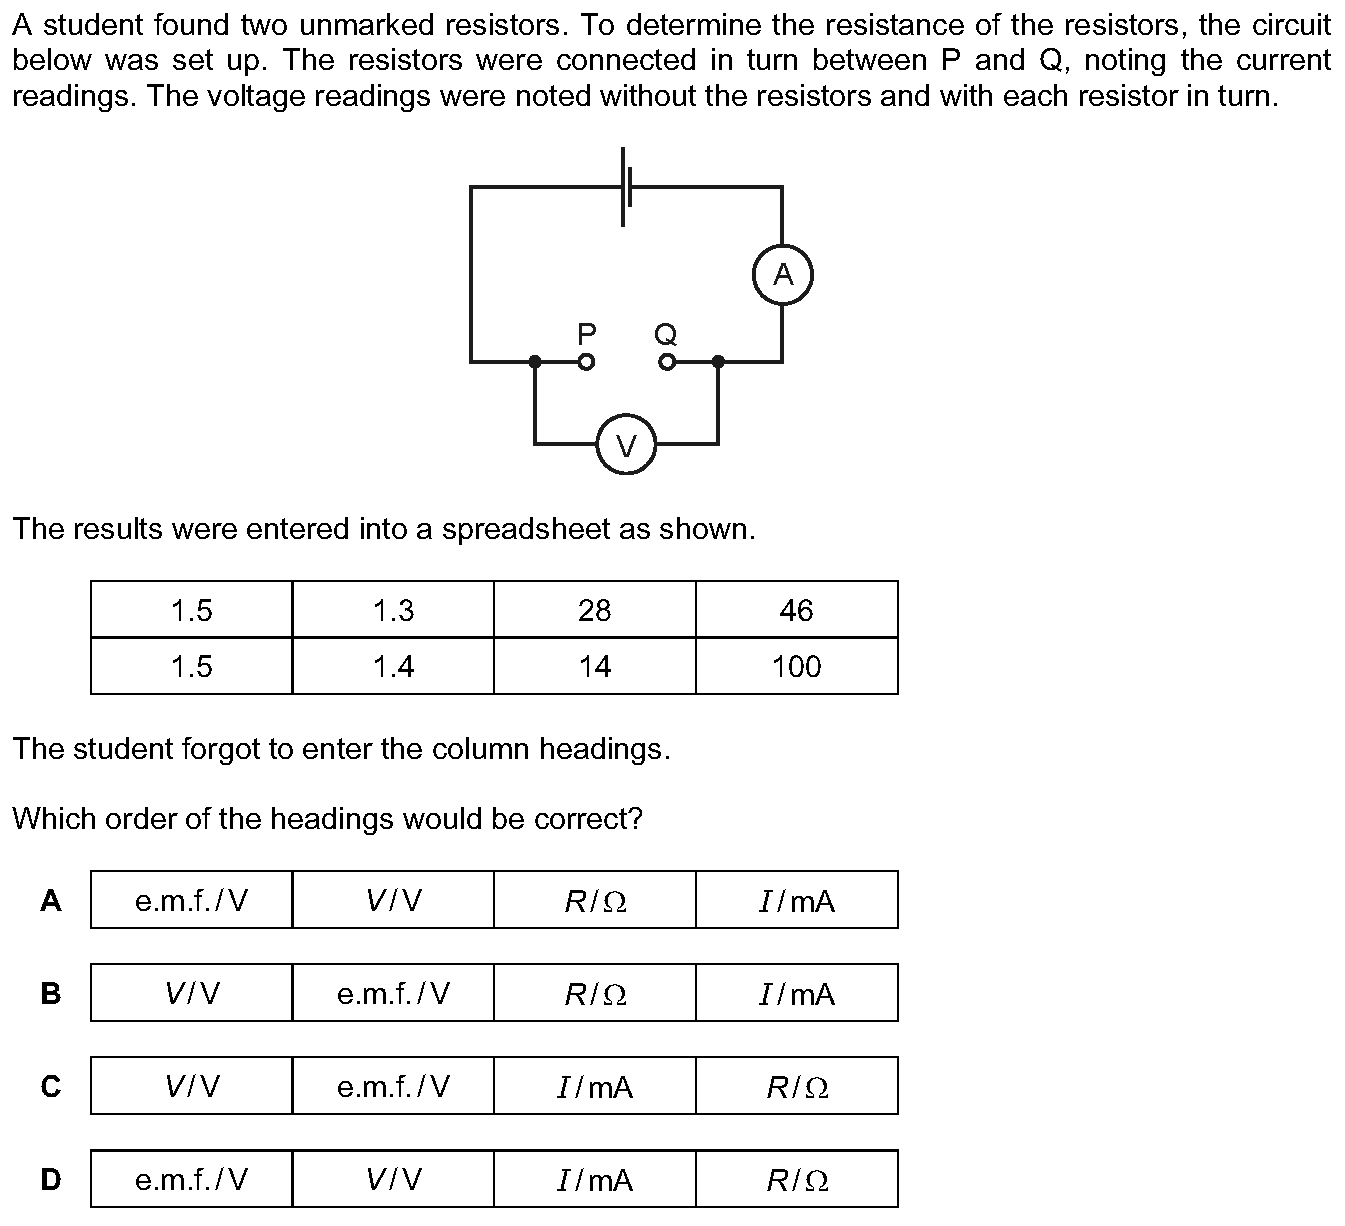 A student found two unmarked resistors. To determine the resistance of the resistors, the circuit
below was set up. The resistors were connected in turn between P and Q, noting the current
readings. The voltage readings were noted without the resistors and with each resistor in turn.
A
P Q
V
The results were entered into a spreadsheet as shown.
1.5 1.3 28 46
1.5 1.4 14 100
The student forgot to enter the column headings.
Which order of the headings would be correct?
A e.m.f./V V/V R/Ω I/mA
B V/V e.m.f./V R/Ω I/mA
C V/V e.m.f./V I/mA R/Ω
D e.m.f./V V/V I/mA R/Ω